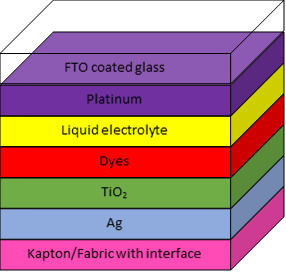 FTO coated glass
Platinum
Liquid electrolyte
Dyes
TiO₂
Ag
Kapton/Fabric with interface